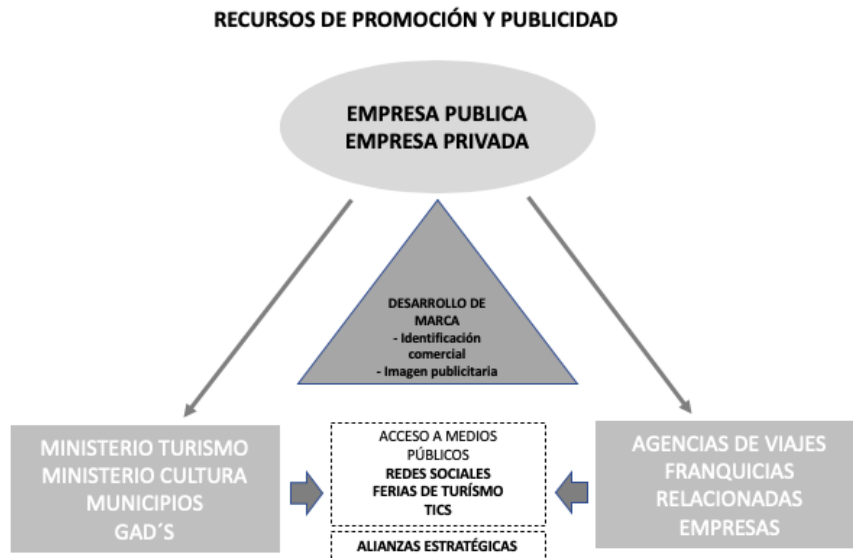 RECURSOS DE PROMOCIÓN Y PUBLICIDAD
EMPRESA PUBLICA
EMPRESA PRIVADA
DESARROLLO DE
MARCA
- Identificación
comercial
- Imagen publicitaria
MINISTERIO TURISMO
MINISTERIO CULTURA
MUNICIPIOS
GAD´S
ACCESO A MEDIOS
PÚBLICOS
REDES SOCIALES
FERIAS DE TURÍSMO
TICS
ALIANZAS ESTRATÉGICAS
AGENCIAS DE VIAJES
FRANQUICIAS
RELACIONADAS
EMPRESAS